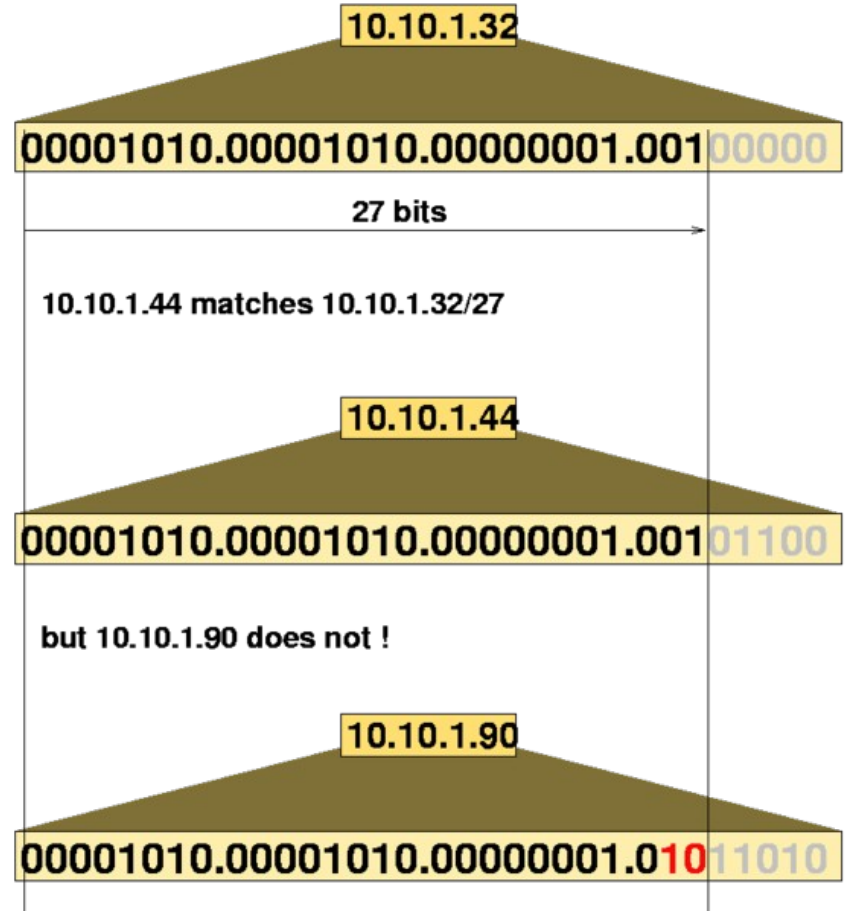 10.10.1.32
00001010.00001010.00000001.00100000
27 bits
10.10.1.44 matches 10.10.1.32/27
10.10.1.44
00001010.00001010.00000001.00101100
but 10.10.1.90 does not !
10.10.1.90
00001010.00001010.00000001.01011010